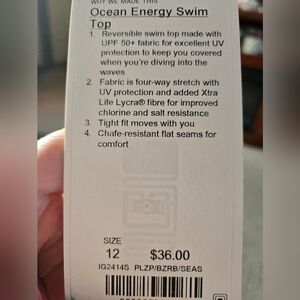 WHY WE MADE THIS
Ocean Energy Swim
Top
1. Reversible swim top made with
UPF 50+ fabric for excellent UV
protection to keep you covered
when you're diving into the
waves
2. Fabric is four-way stretch with
UV protection and added Xtra
Life Lycra® fibre for improved
chlorine and salt resistance
3. Tight fit moves with you
4. Chafe-resistant flat seams for
comfort
SIZE
12 $36.00
IG2414S PLZP/BZRB/SEAS